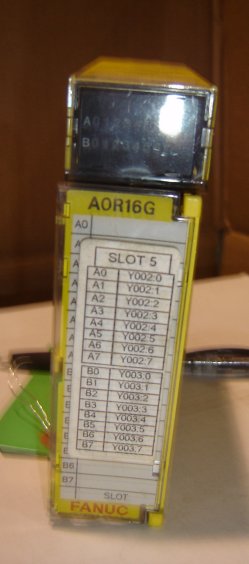 A01234567
B01234567
AOR16G
A0
SLOT 5
A0 Y002:0
A1 Y002:1
A2 Y002:2
A3 Y002:3
A4 Y002:4
A5 Y002:5
A6 Y002:6
A7 Y002:7
B0 Y003:0
B1 Y003:1
B2 Y003:2
B3 Y003:3
B4 Y003:4
B5 Y003:5
B6 Y003:6
B7 Y003:7
B6
B7
SLOT
FANUC